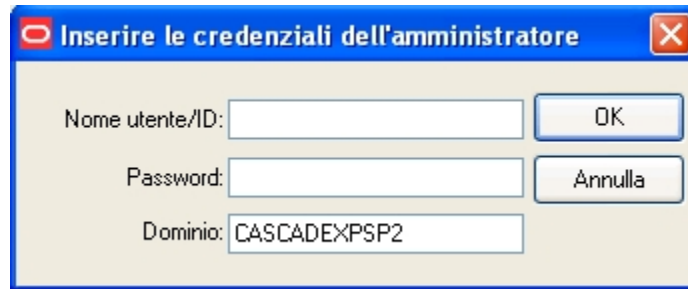 Inserire le credenziali dell'amministratore
Nome utente/ID:
OK
Password:
Annulla
Dominio: CASCADEXPSP2